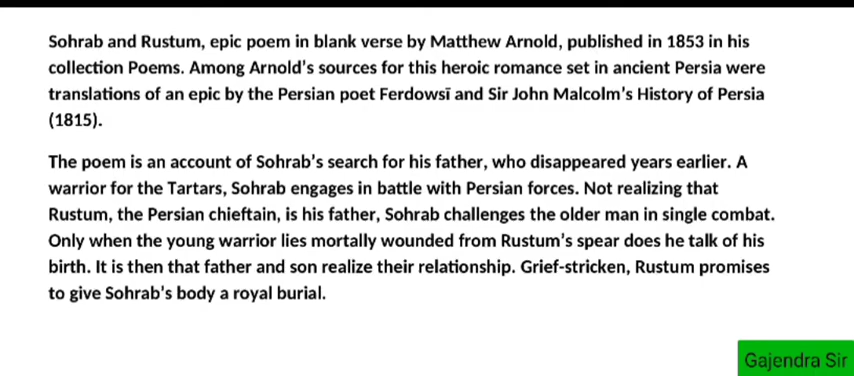 Sohrab and Rustum, epic poem in blank verse by Matthew Arnold, published in 1853 in his
collection Poems. Among Arnold's sources for this heroic romance set in ancient Persia were
translations of an epic by the Persian poet Ferdowsī and Sir John Malcolm's History of Persia
(1815).
The poem is an account of Sohrab's search for his father, who disappeared years earlier. A
warrior for the Tartars, Sohrab engages in battle with Persian forces. Not realizing that
Rustum, the Persian chieftain, is his father, Sohrab challenges the older man in single combat.
Only when the young warrior lies mortally wounded from Rustum's spear does he talk of his
birth. It is then that father and son realize their relationship. Grief-stricken, Rustum promises
to give Sohrab's body a royal burial.
Gajendra Sir